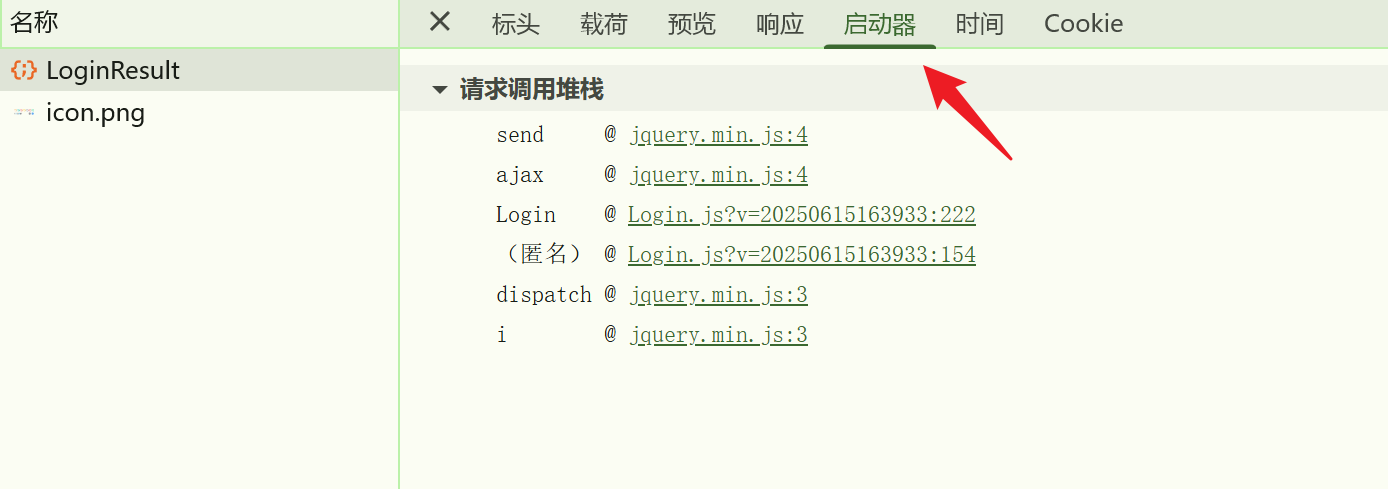 名称
LoginResult
icon.png
标头 载荷 预览 响应 启动器 时间 Cookie
请求调用堆栈
send @ jquery.min.js:4
ajax @ jquery.min.js:4
Login @ Login.js?v=20250615163933:222
（匿名） @ Login.js?v=20250615163933:154
dispatch @ jquery.min.js:3
i @ jquery.min.js:3